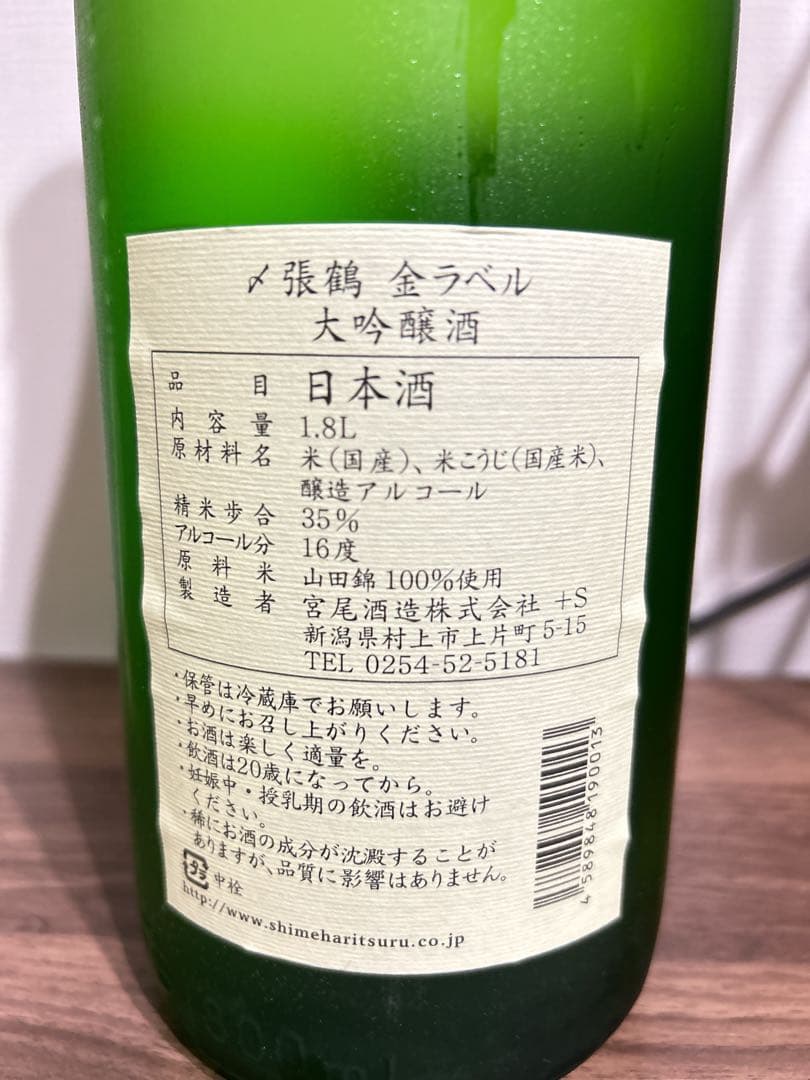 〆張鶴 金ラベル
大吟醸酒
品目 日本酒
内容量 1.8L
原材料名 米(国産)、米こうじ(国産米)、
醸造アルコール
精米歩合 35%
アルコール分 16度
原料米 山田錦100%使用
製造者 宮尾酒造株式会社 +S
新潟県村上市上片町5-15
TEL 0254-52-5181
・保管は冷蔵庫でお願いします。
・早めにお召し上がりください。
・お酒は楽しく適量を。
・飲酒は20歳になってから。
・妊娠中・授乳期の飲酒はお避け
ください。
・稀にお酒の成分が沈澱することが
ありますが、品質に影響はありません。
プラ 中栓
http://www.shimeharitsuru.co.jp
4589848190013